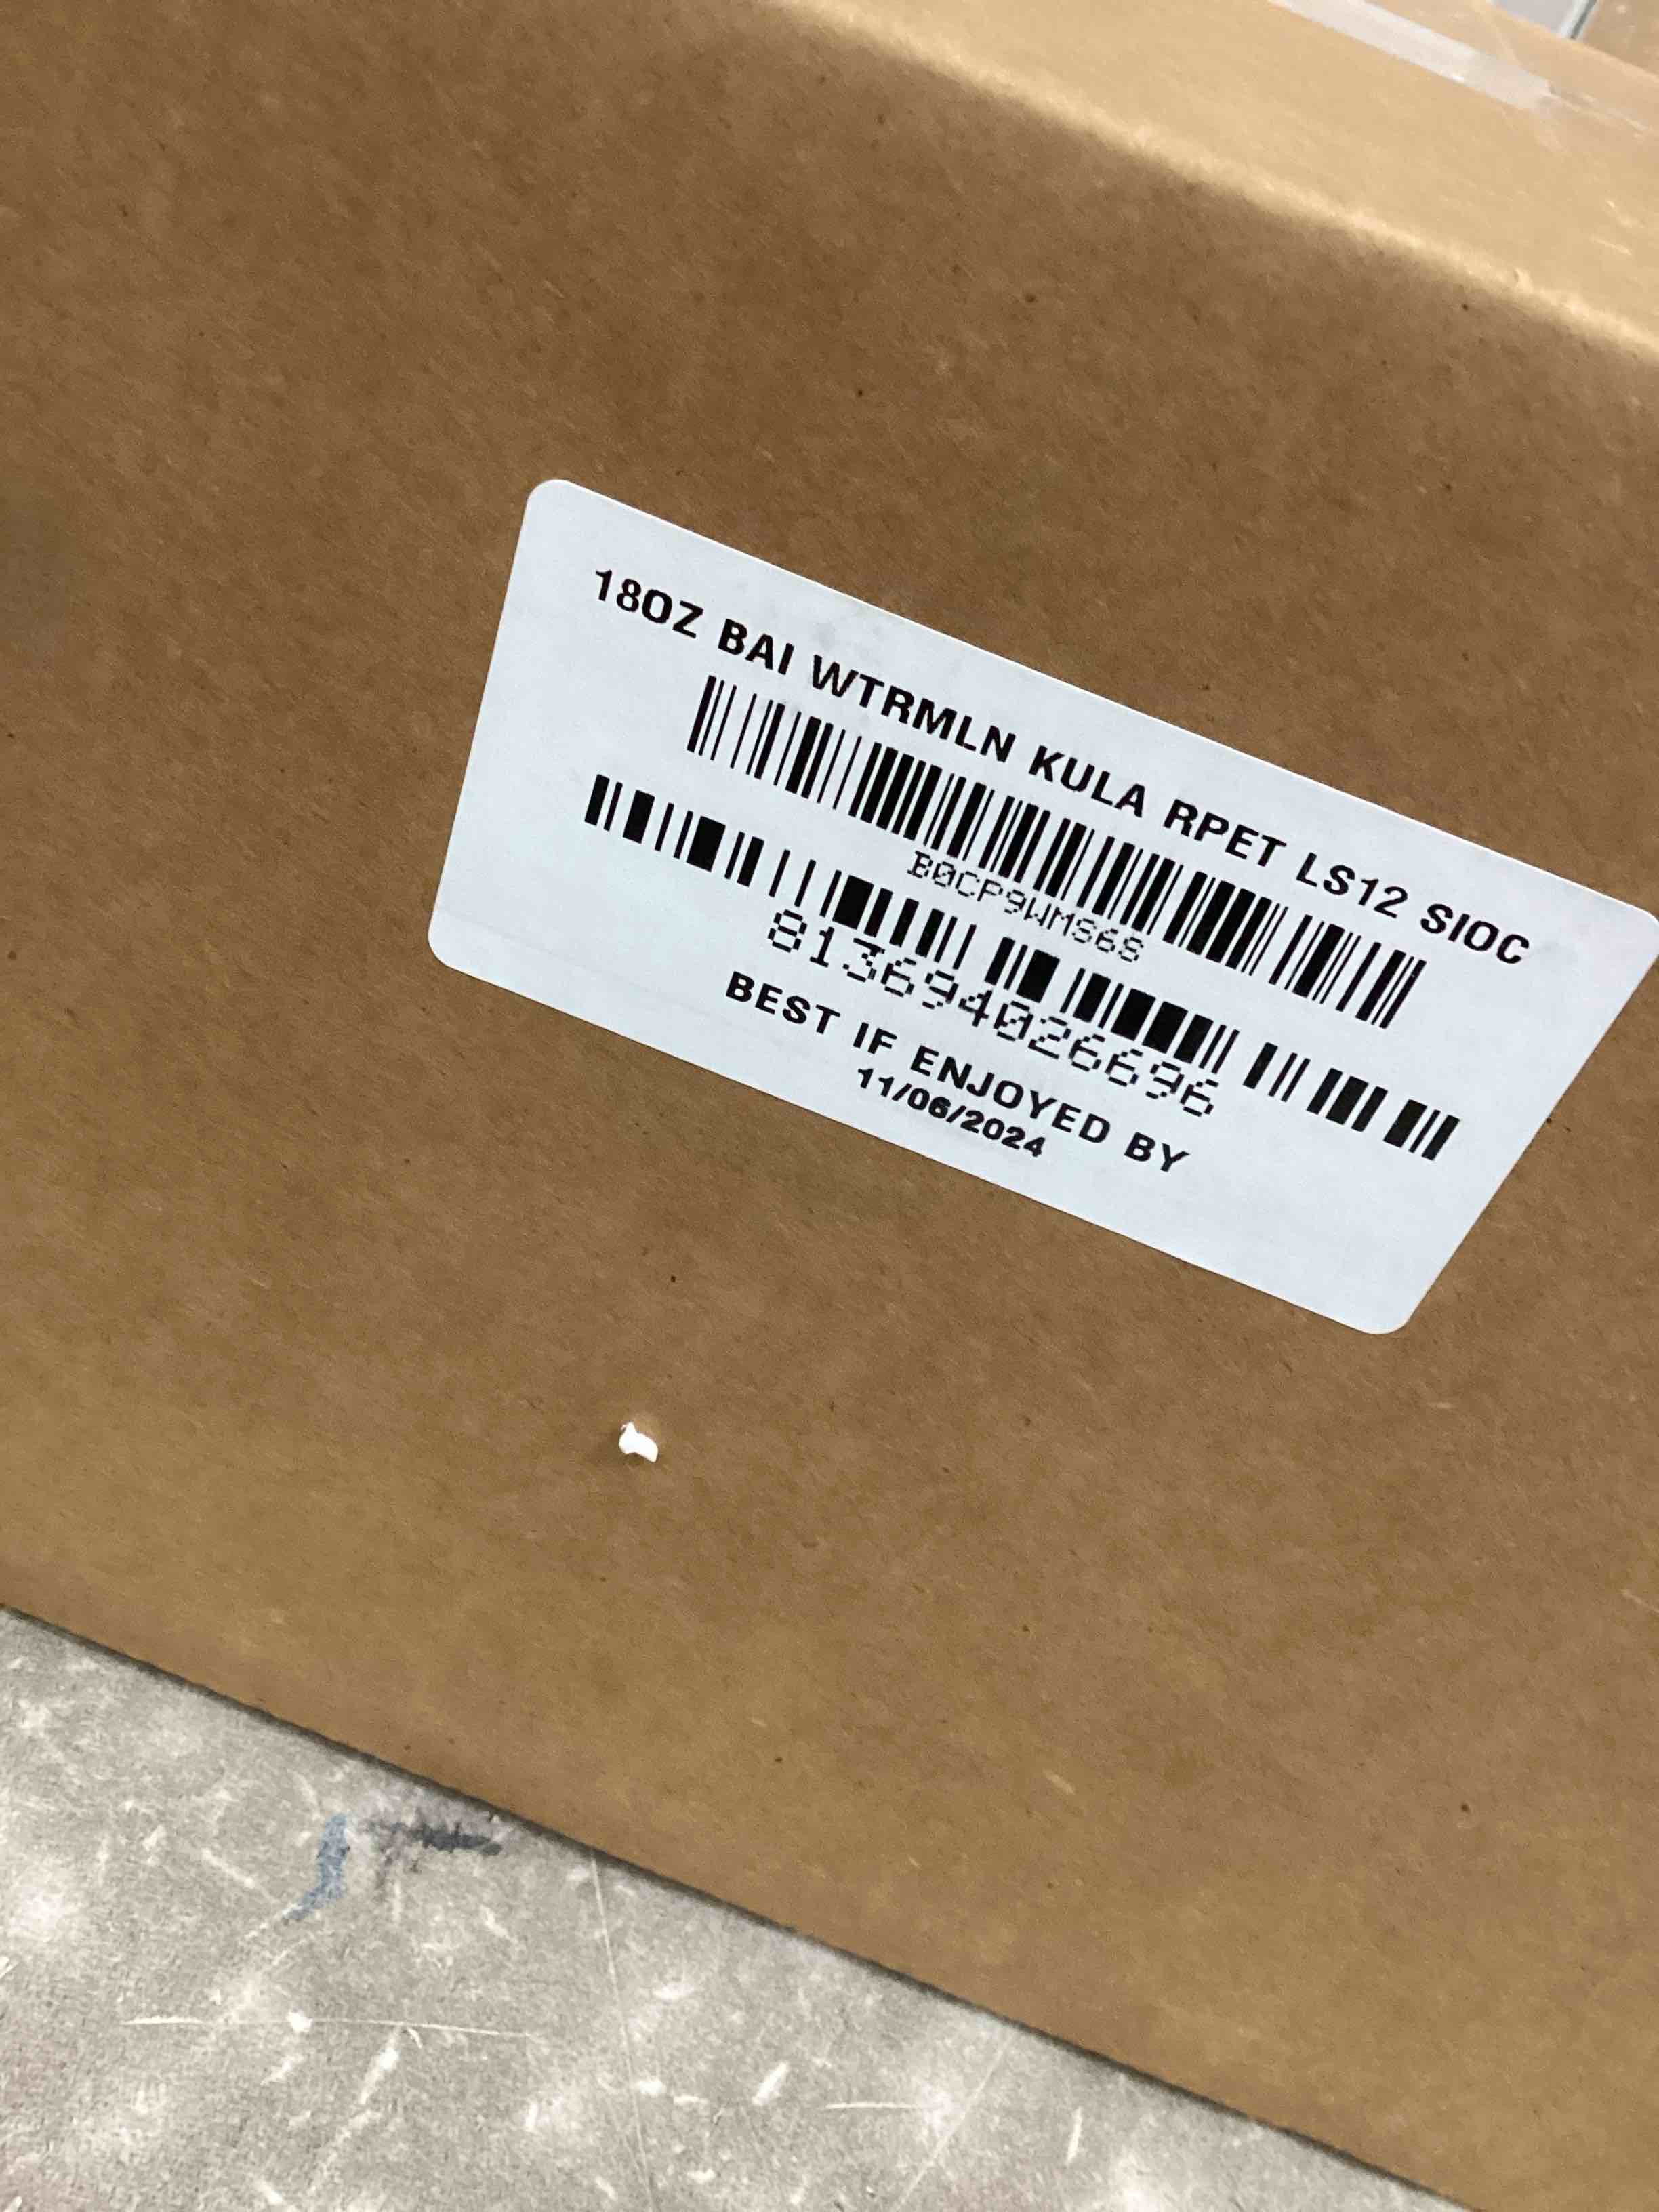 18OZ BAI WTRMLN KULA RPET LS12 SIOC
B0CP9WMS6S
813694026696
BEST IF ENJOYED BY
11/06/2024